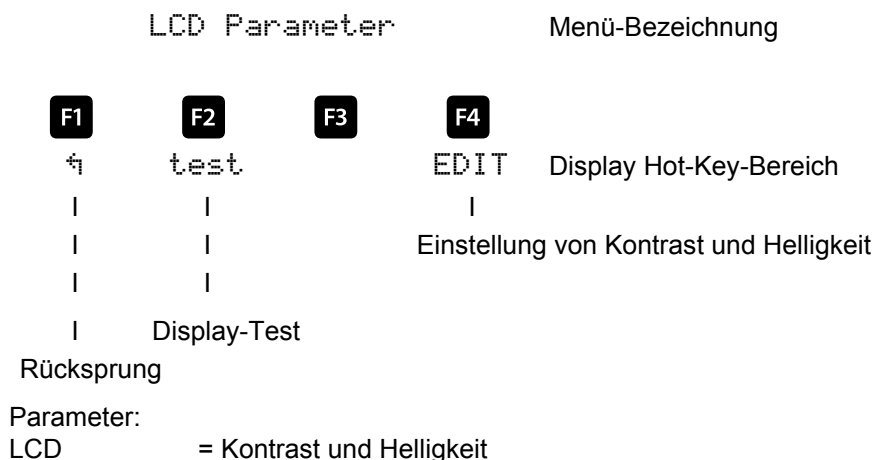 LCD Parameter Menü-Bezeichnung
F1 F2 F3 F4
↰ test EDIT Display Hot-Key-Bereich
I I I
I I Einstellung von Kontrast und Helligkeit
I I
I Display-Test
Rücksprung
Parameter:
LCD = Kontrast und Helligkeit